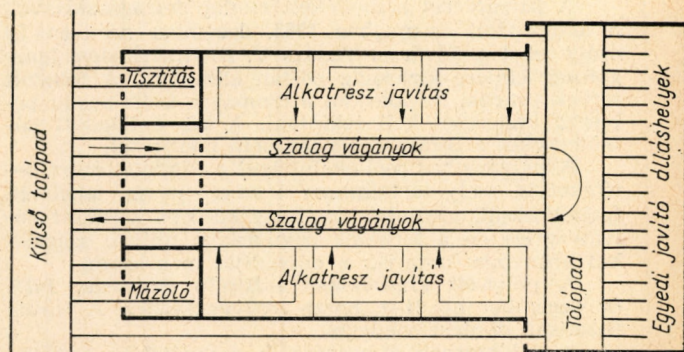 Külső tolópad
Tisztítás
Alkatrész javítás
Szalag vágányok
Szalag vágányok
Alkatrész javítás
Mázoló
Tolópad
Egyedi javító álláshelyek